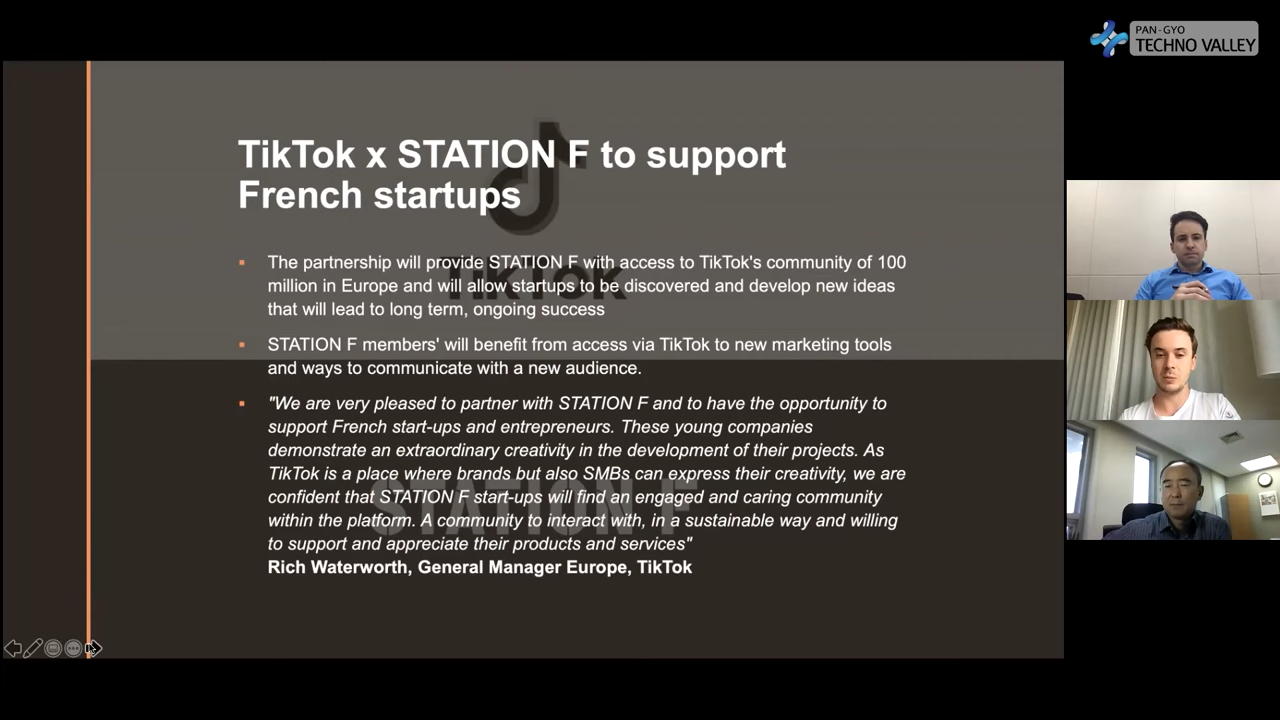 PAN-GYO
TECHNO VALLEY
TikTok x STATION F to support
French startups
The partnership will provide STATION F with access to TikTok's community of 100
million in Europe and will allow startups to be discovered and develop new ideas
that will lead to long term, ongoing success
STATION F members' will benefit from access via TikTok to new marketing tools
and ways to communicate with a new audience.
"We are very pleased to partner with STATION F and to have the opportunity to
support French start-ups and entrepreneurs. These young companies
demonstrate an extraordinary creativity in the development of their projects. As
TikTok is a place where brands but also SMBs can express their creativity, we are
confident that STATION F start-ups will find an engaged and caring community
within the platform. A community to interact with, in a sustainable way and willing
to support and appreciate their products and services"
Rich Waterworth, General Manager Europe, TikTok
TikTok
STATION F